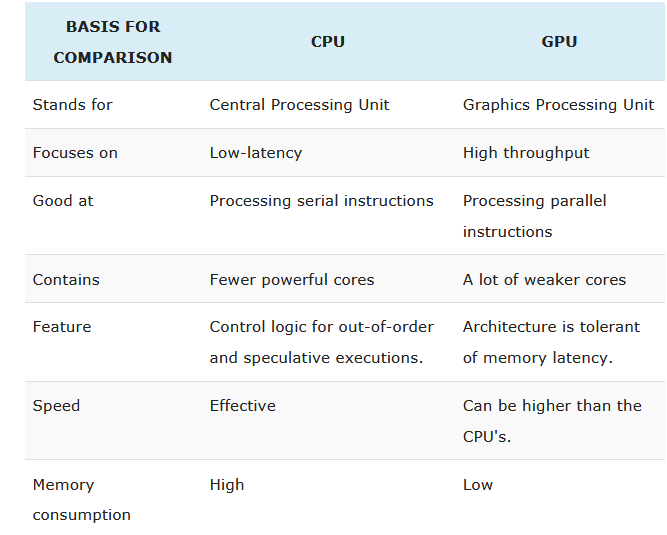 BASIS FOR
COMPARISON
CPU
GPU
Stands for
Central Processing Unit
Graphics Processing Unit
Focuses on
Low-latency
High throughput
Good at
Processing serial instructions
Processing parallel
instructions
Contains
Fewer powerful cores
A lot of weaker cores
Feature
Control logic for out-of-order
and speculative executions.
Architecture is tolerant
of memory latency.
Speed
Effective
Can be higher than the
CPU's.
Memory
consumption
High
Low